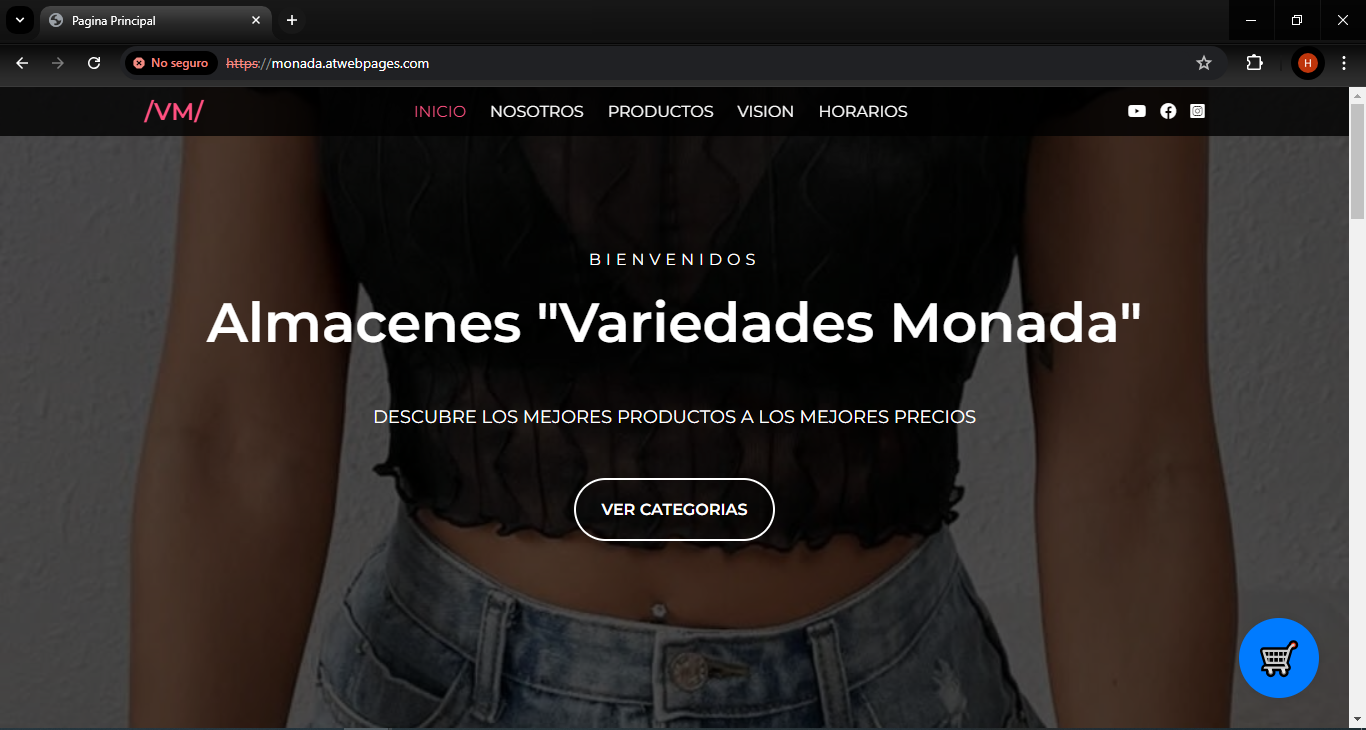 Pagina Principal
No seguro
https://monada.atwebpages.com
H
/VM/
INICIO
NOSOTROS
PRODUCTOS
VISION
HORARIOS
BIENVENIDOS
Almacenes "Variedades Monada"
DESCUBRE LOS MEJORES PRODUCTOS A LOS MEJORES PRECIOS
VER CATEGORIAS